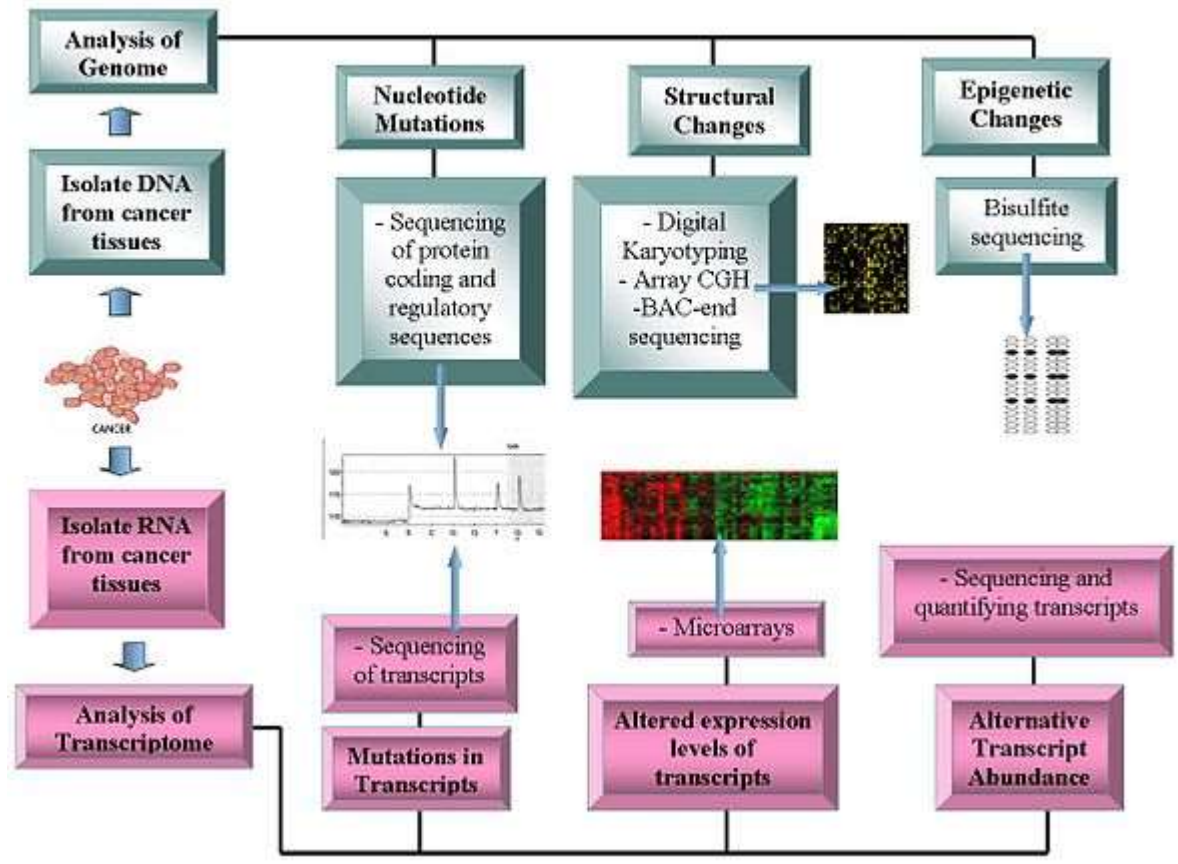 Analysis of
Genome
Nucleotide
Mutations
Structural
Changes
Epigenetic
Changes
Isolate DNA
from cancer
tissues
- Sequencing
of protein
coding and
regulatory
sequences
- Digital
Karyotyping
- Array CGH
-BAC-end
sequencing
Bisulfite
sequencing
CANCER
Isolate RNA
from cancer
tissues
- Sequencing
of transcripts
- Microarrays
- Sequencing and
quantifying transcripts
Analysis of
Transcriptome
Mutations in
Transcripts
Altered expression
levels of
transcripts
Alternative
Transcript
Abundance